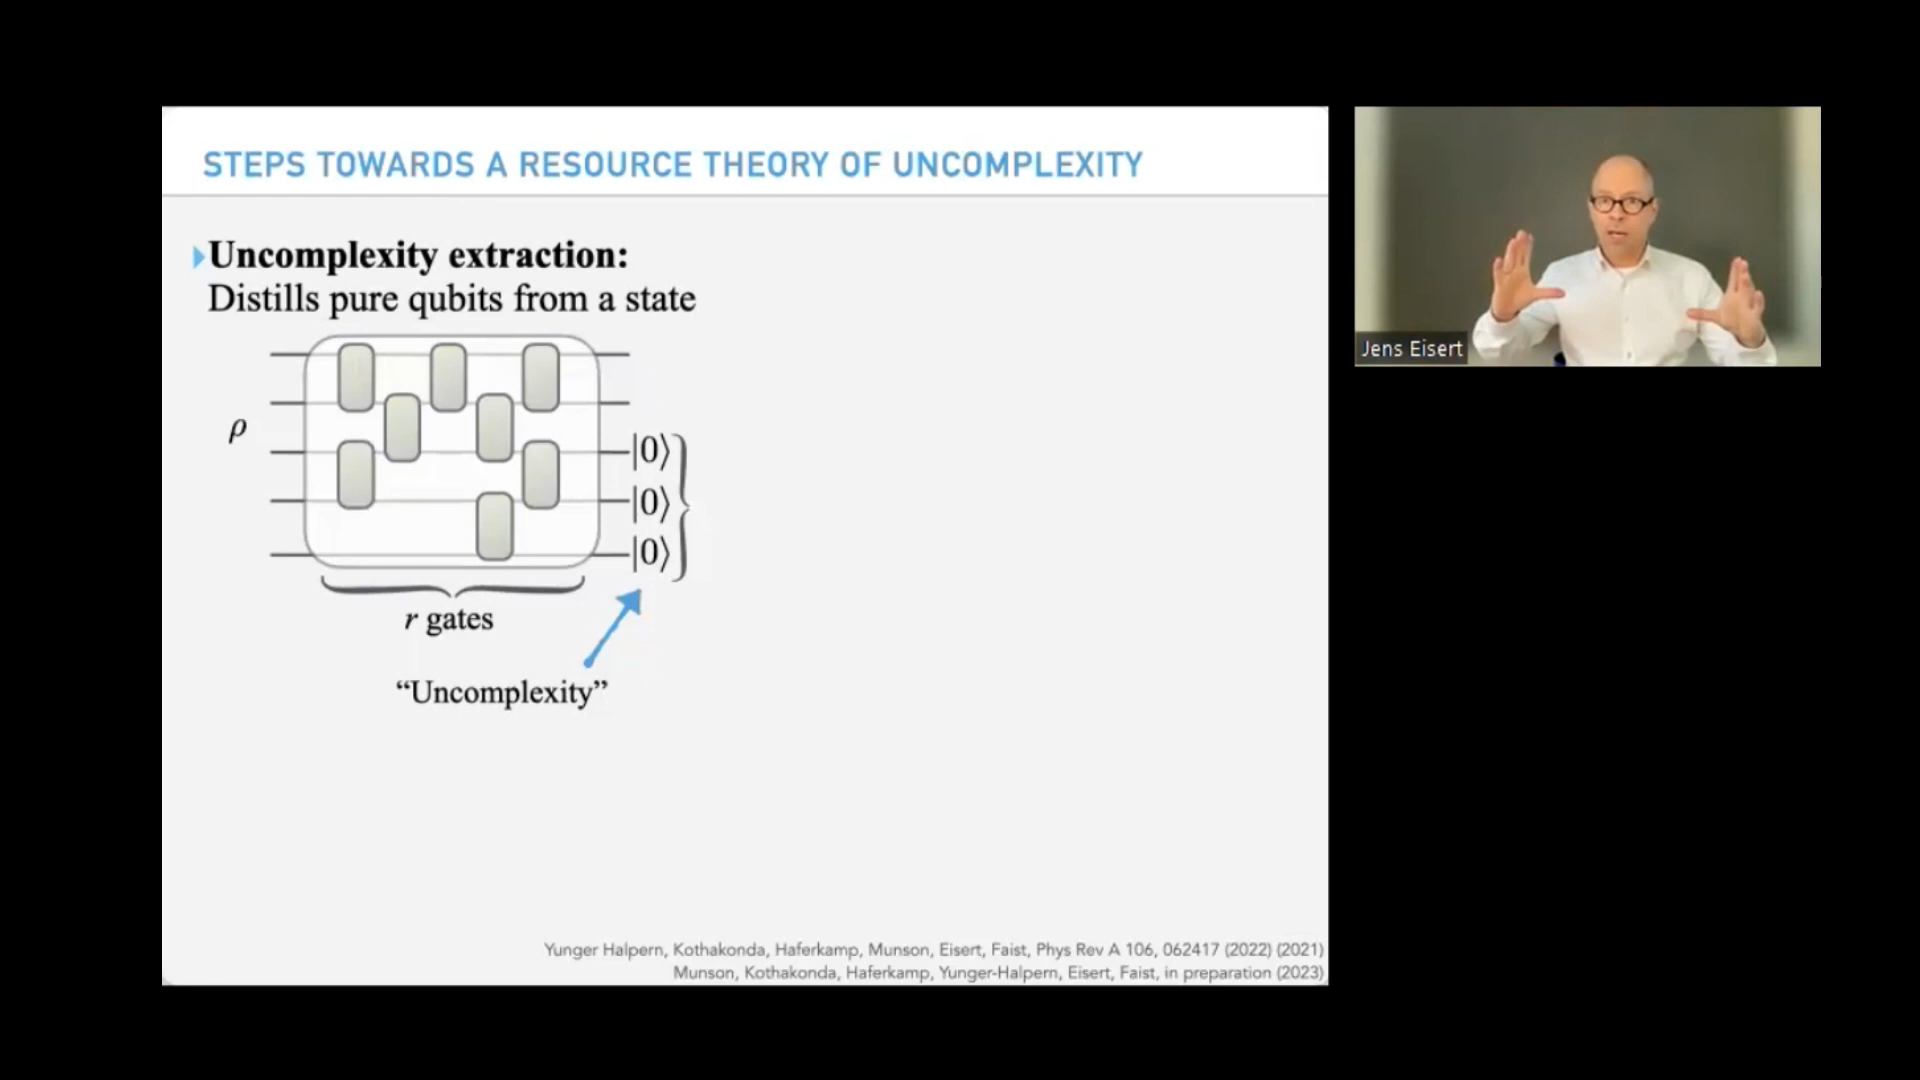 STEPS TOWARDS A RESOURCE THEORY OF UNCOMPLEXITY
Uncomplexity extraction:
Distills pure qubits from a state
ρ
|0⟩
|0⟩
|0⟩
r gates
“Uncomplexity”
Yunger Halpern, Kothakonda, Haferkamp, Munson, Eisert, Faist, Phys Rev A 106, 062417 (2022) (2021)
Munson, Kothakonda, Haferkamp, Yunger-Halpern, Eisert, Faist, in preparation (2023)
Jens Eisert